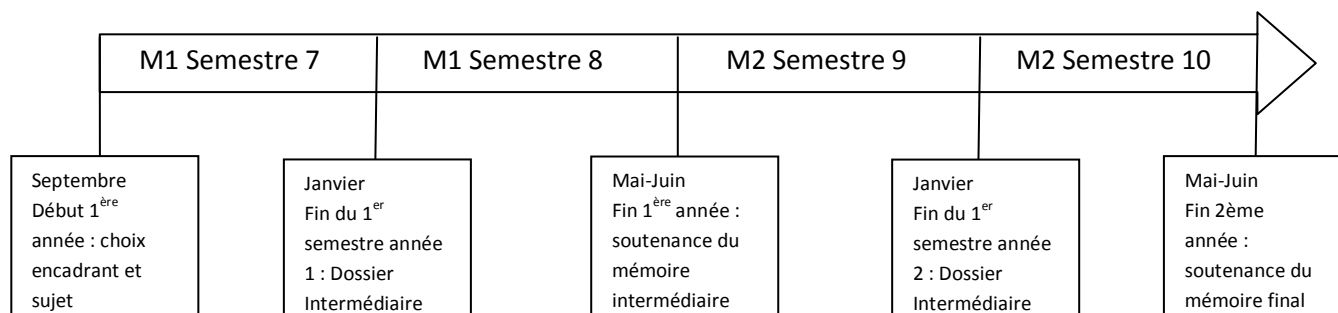 M1 Semestre 7
M1 Semestre 8
M2 Semestre 9
M2 Semestre 10
Septembre
Début 1ère
année : choix
encadrant et
sujet
Janvier
Fin du 1er
semestre année
1 : Dossier
Intermédiaire
Mai-Juin
Fin 1ère année :
soutenance du
mémoire
intermédiaire
Janvier
Fin du 1er
semestre année
2 : Dossier
Intermédiaire
Mai-Juin
Fin 2ème
année :
soutenance du
mémoire final